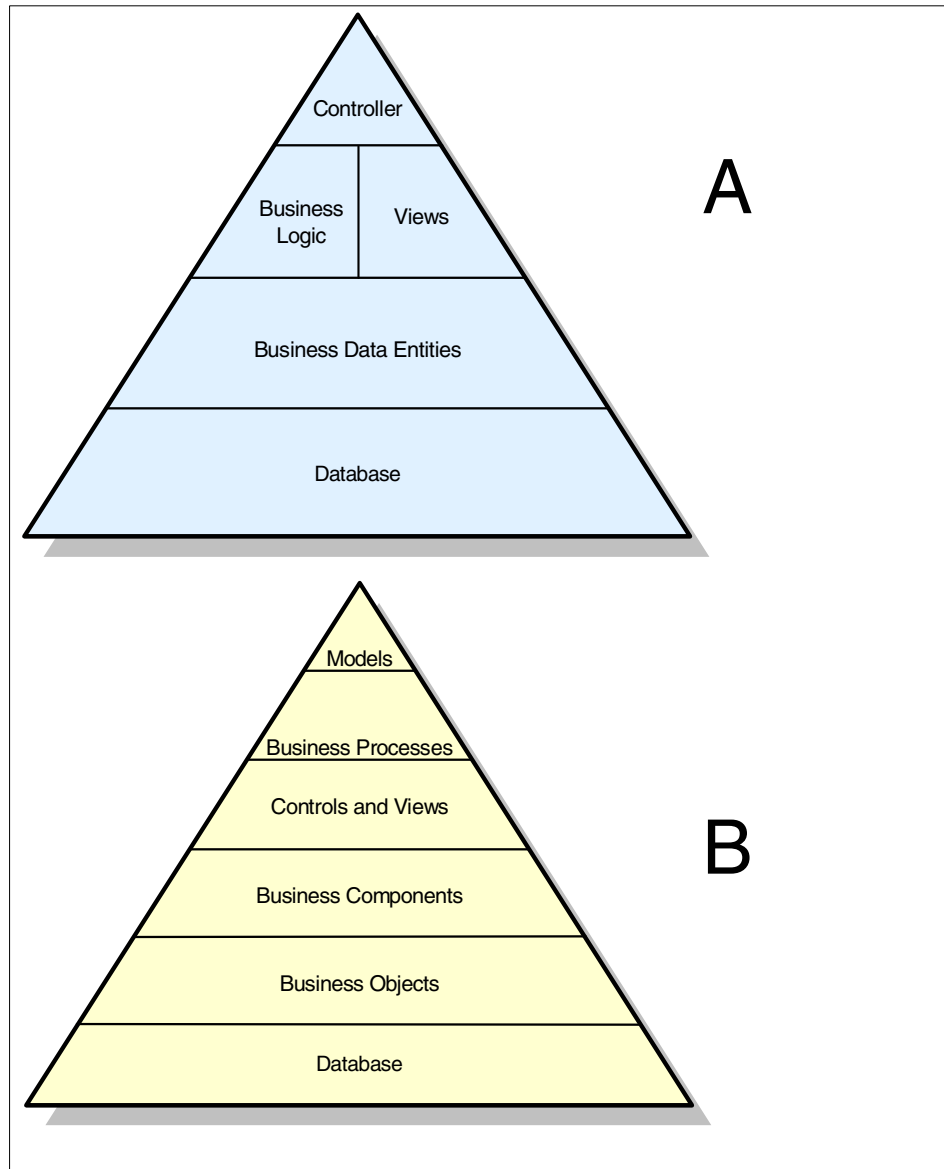 Controller
A
Business
Logic
Views
Business Data Entities
Database
Models
Business Processes
Controls and Views
B
Business Components
Business Objects
Database